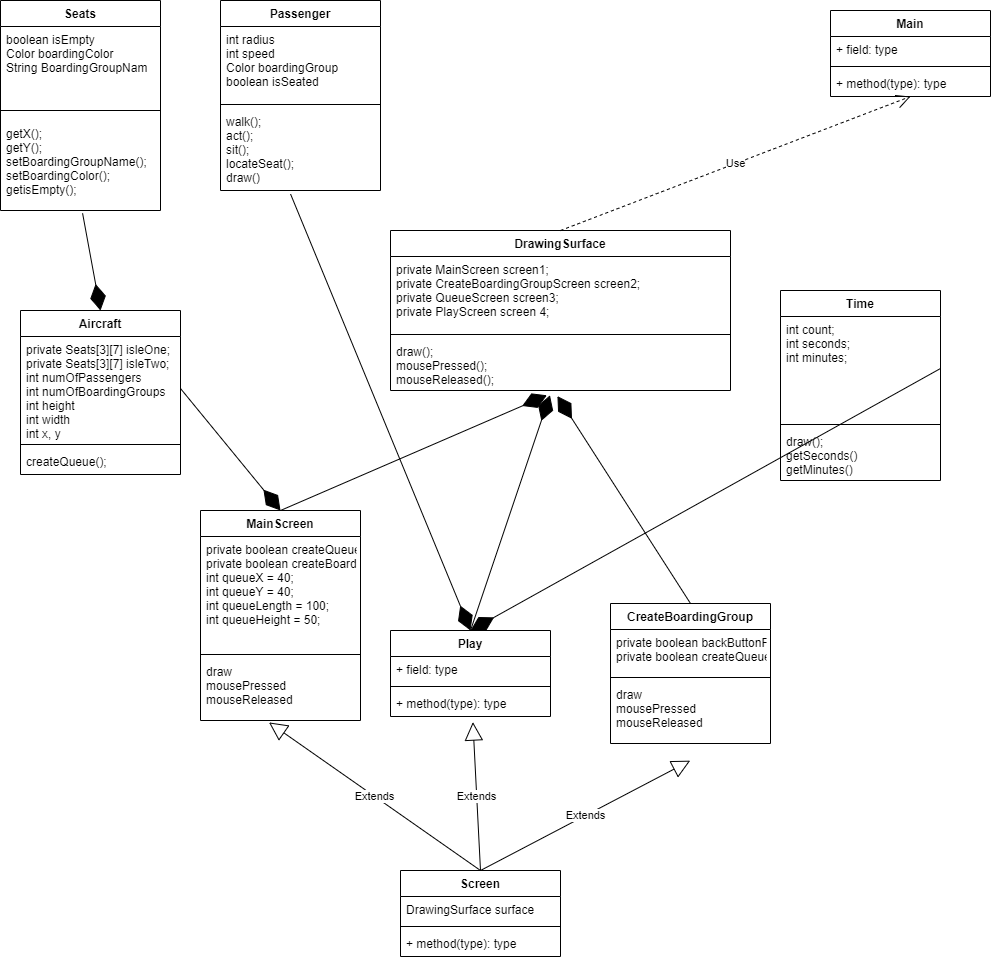 Seats
boolean isEmpty
Color boardingColor
String BoardingGroupNam
getX();
getY();
setBoardingGroupName();
setBoardingColor();
getisEmpty();
Passenger
int radius
int speed
Color boardingGroup
boolean isSeated
walk();
act();
sit();
locateSeat();
draw()
Main
+ field: type
+ method(type): type
Use
DrawingSurface
private MainScreen screen1;
private CreateBoardingGroupScreen screen2;
private QueueScreen screen3;
private PlayScreen screen 4;
draw();
mousePressed();
mouseReleased();
Time
int count;
int seconds;
int minutes;
draw();
getSeconds()
getMinutes()
Aircraft
private Seats[3][7] isleOne;
private Seats[3][7] isleTwo;
int numOfPassengers
int numOfBoardingGroups
int height
int width
int x, y
createQueue();
MainScreen
private boolean createQueue
private boolean createBoard
int queueX = 40;
int queueY = 40;
int queueLength = 100;
int queueHeight = 50;
draw
mousePressed
mouseReleased
Play
+ field: type
+ method(type): type
CreateBoardingGroup
private boolean backButtonP
private boolean createQueue
draw
mousePressed
mouseReleased
Extends
Extends
Extends
Screen
DrawingSurface surface
+ method(type): type